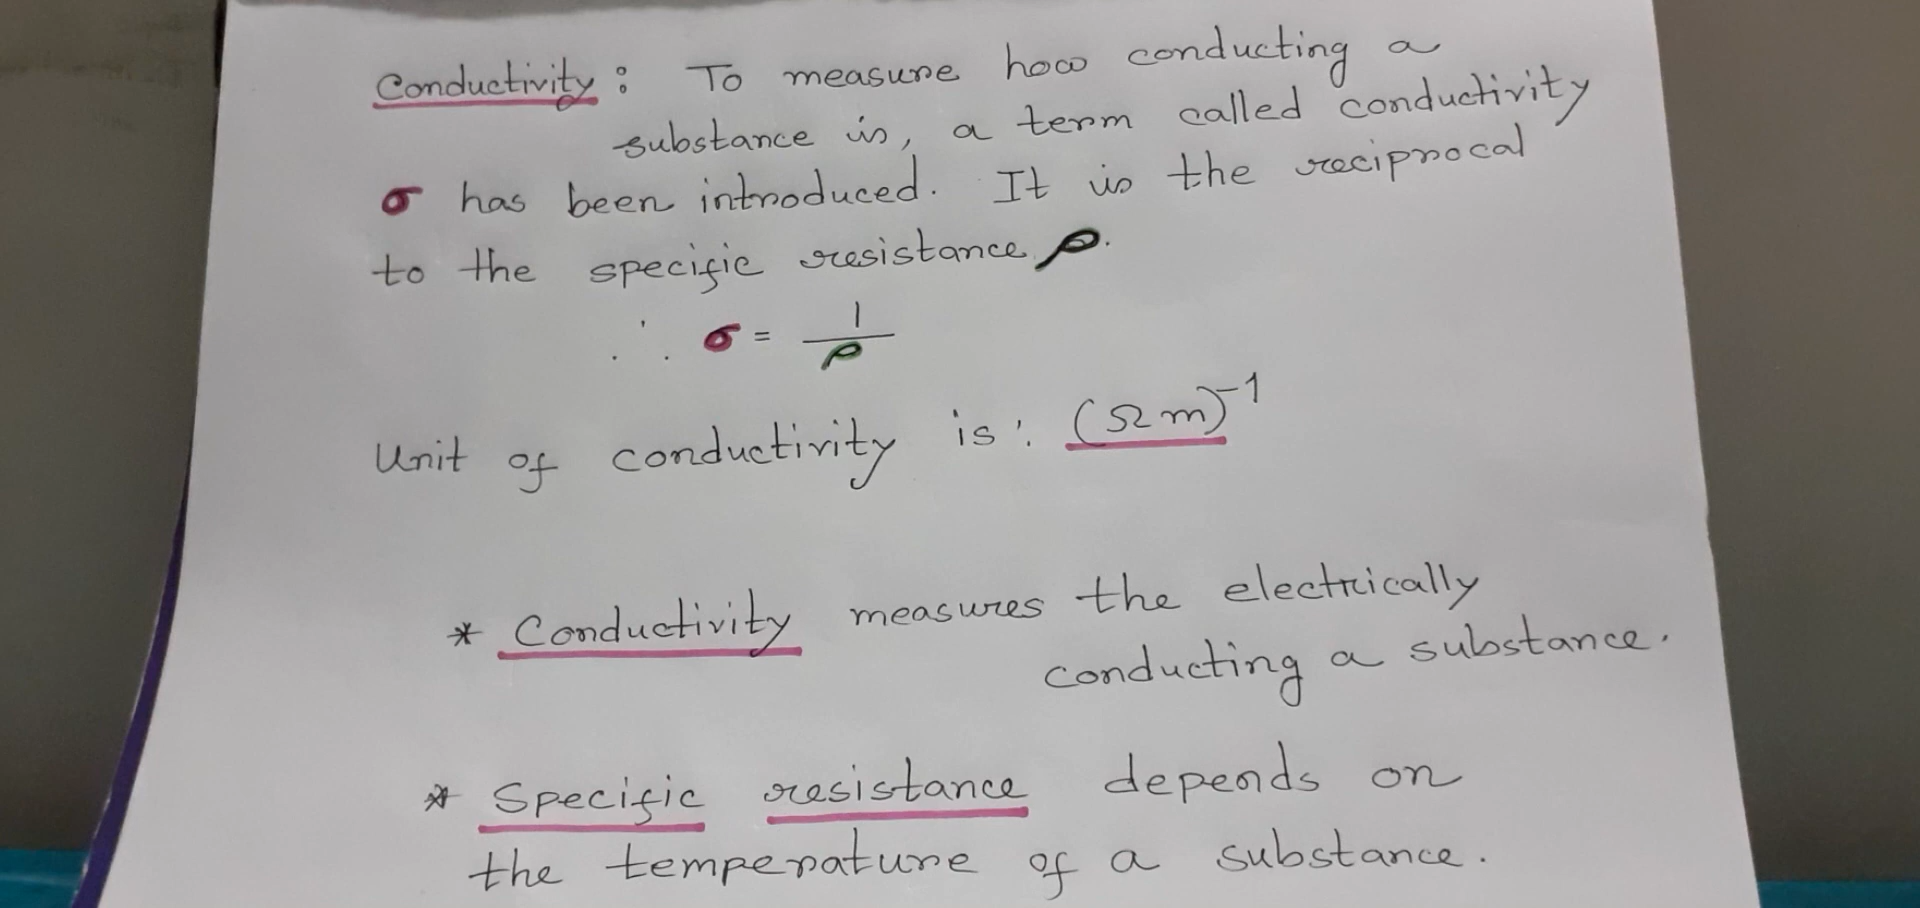 Conductivity : To measure how conducting a
substance is, a term called conductivity
σ has been introduced. It is the reciprocal
to the specific resistance ρ.
∴ σ = 1/ρ
Unit of conductivity is : (Ωm)⁻¹
* Conductivity measures the electrically
conducting a substance.
* Specific resistance depends on
the temperature of a substance.